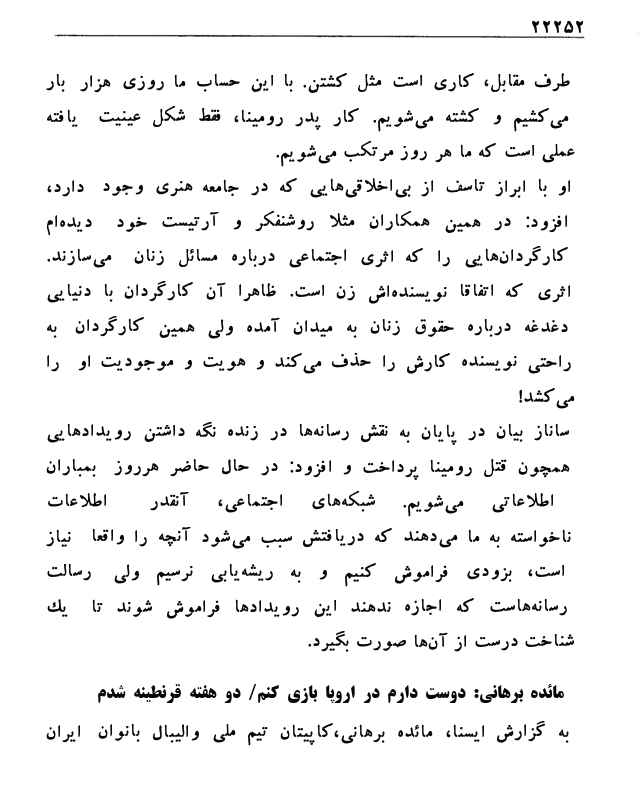 ۲۲۲۵۲
طرف مقابل، کاری است مثل کشتن. با این حساب ما روزی هزار بار
می‌کشیم و کشته می‌شویم. کار پدر رومینا، فقط شکل عینیت یافته
عملی است که ما هر روز مرتکب می‌شویم.
او با ابراز تاسف از بی‌اخلاقی‌هایی که در جامعه هنری وجود دارد،
افزود: در همین همکاران مثلا روشنفکر و آرتیست خود دیده‌ام
کارگردان‌هایی را که اثری اجتماعی درباره مسائل زنان می‌سازند.
اثری که اتفاقا نویسنده‌اش زن است. ظاهرا آن کارگردان با دنیایی
دغدغه درباره حقوق زنان به میدان آمده ولی همین کارگردان به
راحتی نویسنده کارش را حذف می‌کند و هویت و موجودیت او را
می‌کشد!
ساناز بیان در پایان به نقش رسانه‌ها در زنده نگه داشتن رویدادهایی
همچون قتل رومینا پرداخت و افزود: در حال حاضر هرروز بمباران
اطلاعاتی می‌شویم. شبکه‌های اجتماعی، آنقدر اطلاعات
ناخواسته به ما می‌دهند که دریافتش سبب می‌شود آنچه را واقعا نیاز
است، بزودی فراموش کنیم و به ریشه‌یابی نرسیم ولی رسالت
رسانه‌هاست که اجازه ندهند این رویدادها فراموش شوند تا یك
شناخت درست از آن‌ها صورت بگیرد.
مائده برهانی: دوست دارم در اروپا بازی کنم/ دو هفته قرنطینه شدم
به گزارش ایسنا، مائده برهانی،کاپیتان تیم ملی والیبال بانوان ایران